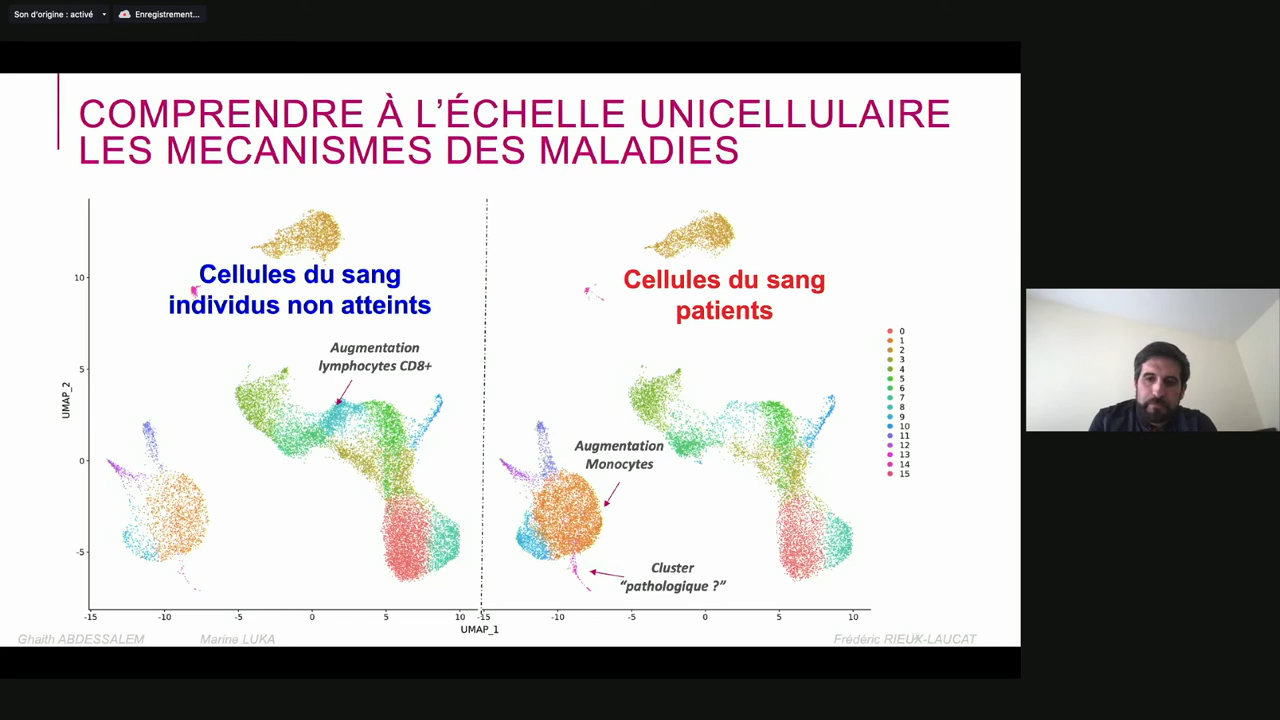 Son d'origine : activé
Enregistrement...
COMPRENDRE À L'ÉCHELLE UNICELLULAIRE
LES MECANISMES DES MALADIES
Cellules du sang
individus non atteints
Cellules du sang
patients
Augmentation
lymphocytes CD8+
Augmentation
Monocytes
Cluster
"pathologique ?"
UMAP_2
10
5
0
-5
-15
-10
-5
0
5
10
-15
-10
-5
0
5
10
UMAP_1
0
1
2
3
4
5
6
7
8
9
10
11
12
13
14
15
Ghaith ABDESSALEM
Marine LUKA
Frédéric RIEUX-LAUCAT